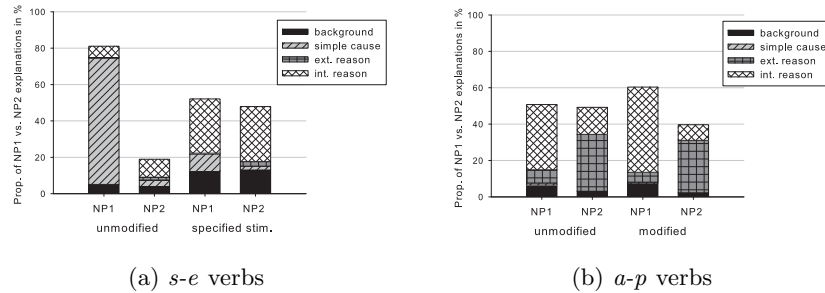 Prop. of NP1 vs. NP2 explanations in %
100
80
60
40
20
0
NP1 NP2 NP1 NP2
unmodified specified stim.
background
simple cause
ext. reason
int. reason
(a) s-e verbs
Prop. of NP1 vs. NP2 explanations in %
100
80
60
40
20
0
NP1 NP2 NP1 NP2
unmodified modified
background
simple cause
ext. reason
int. reason
(b) a-p verbs